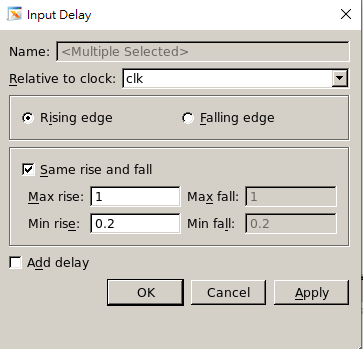 Input Delay
Name: <Multiple Selected>
Relative to clock: clk
Rising edge Falling edge
Same rise and fall
Max rise: 1 Max fall: 1
Min rise: 0.2 Min fall: 0.2
Add delay
OK Cancel Apply